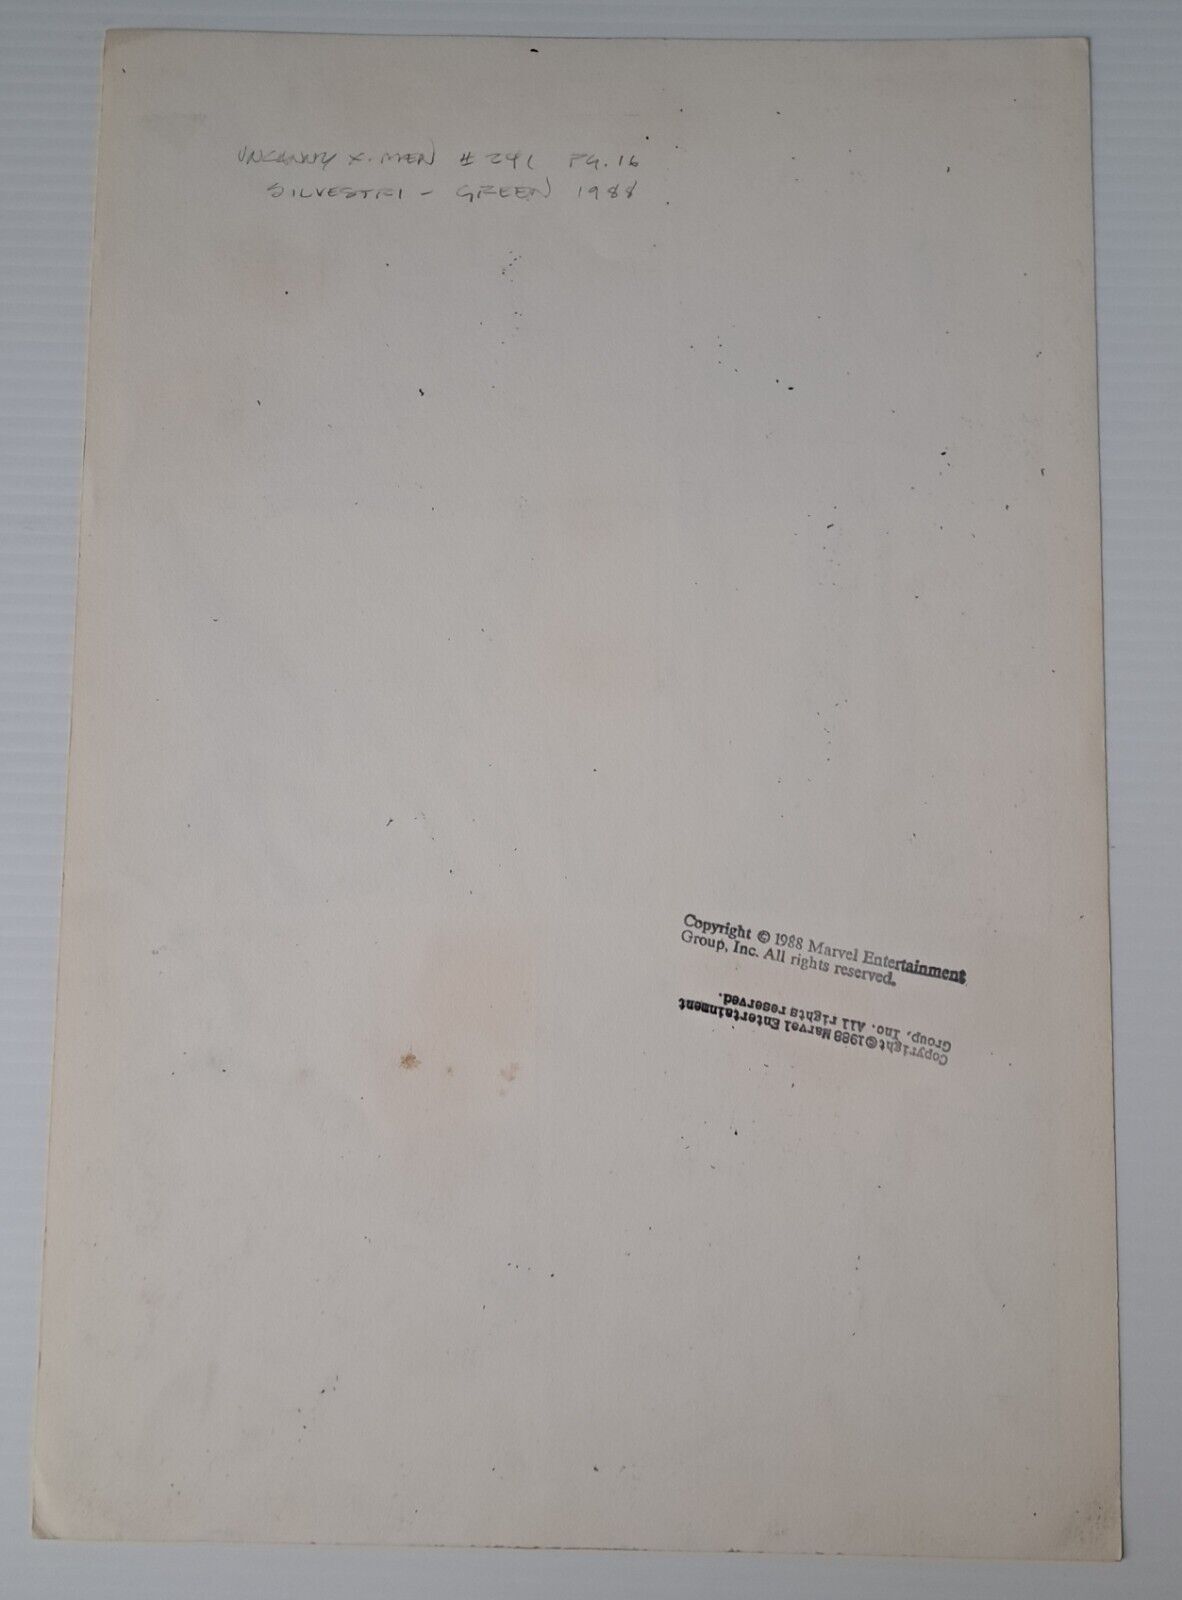 UNCANNY X-MEN # 241 PG. 16
SILVESTRI - GREEN 1988
Copyright © 1988 Marvel Entertainment
Group, Inc. All rights reserved.
Copyright © 1988 Marvel Entertainment
Group, Inc. All rights reserved.